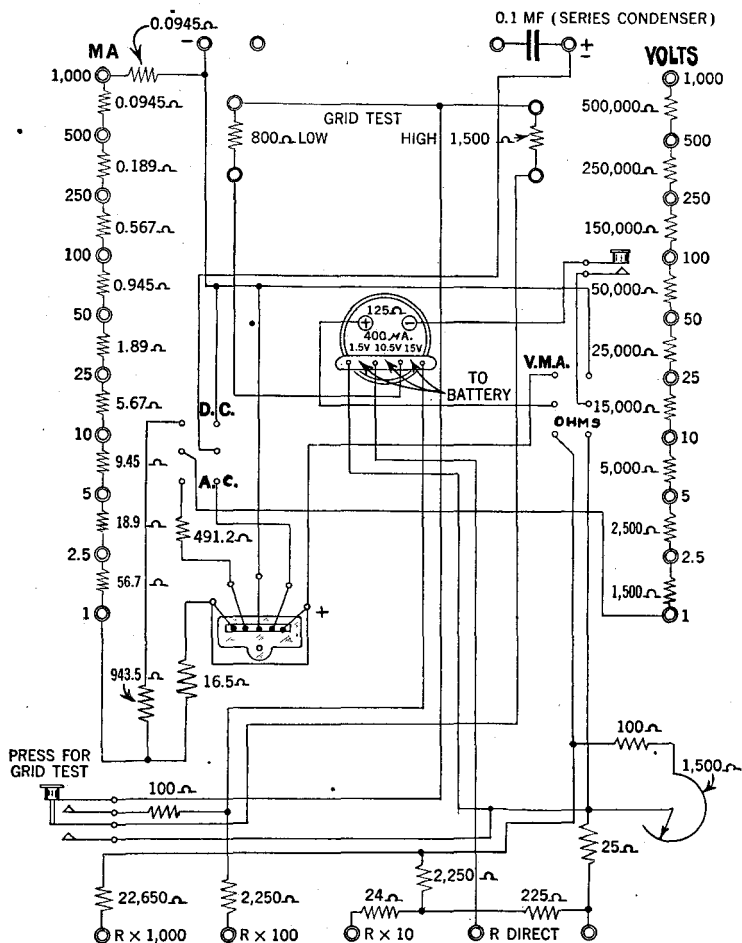 0.0945Ω
0.1 MF (SERIES CONDENSER)
-
+
-
MA
VOLTS
1,000
0.0945Ω
500
0.189Ω
250
0.567Ω
100
0.945Ω
50
1.89Ω
25
5.67Ω
10
9.45 Ω
5
18.9 Ω
2.5
56.7 Ω
1
GRID TEST
800Ω LOW
HIGH 1,500 Ω
1,000
500,000Ω
500
250,000Ω
250
150,000Ω
100
50,000Ω
50
25,000Ω
25
15,000Ω
10
5,000Ω
5
2,500Ω
2.5
1,500Ω
1
125Ω
+
-
400 μA.
1.5V 10.5V 15V
TO
BATTERY
V.M.A.
OHMS
D.C.
A.C.
491.2Ω
+
943.5 Ω
16.5Ω
PRESS FOR
GRID TEST
100Ω
100Ω
1,500Ω
25Ω
22,650Ω
2,250Ω
2,250Ω
24Ω
225Ω
R × 1,000
R × 100
R × 10
R DIRECT